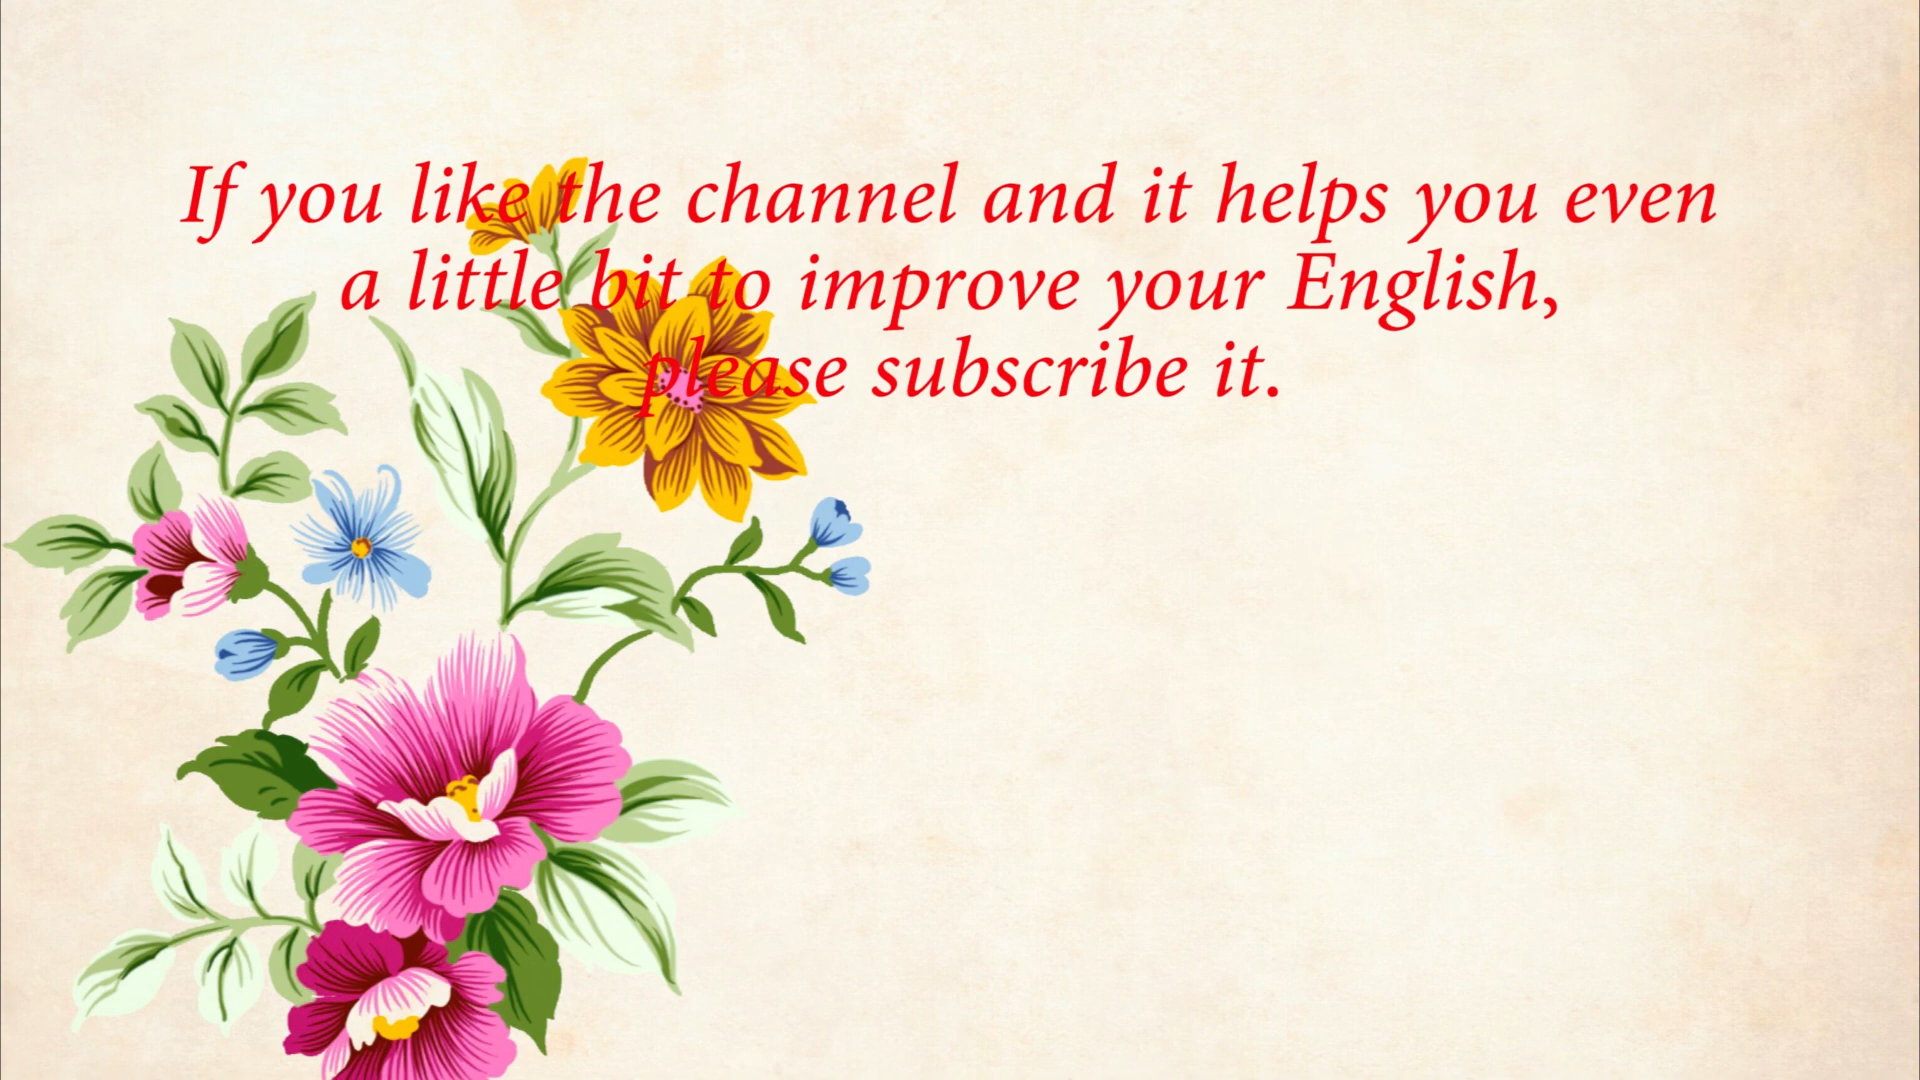 If you like the channel and it helps you even
a little bit to improve your English,
please subscribe it.